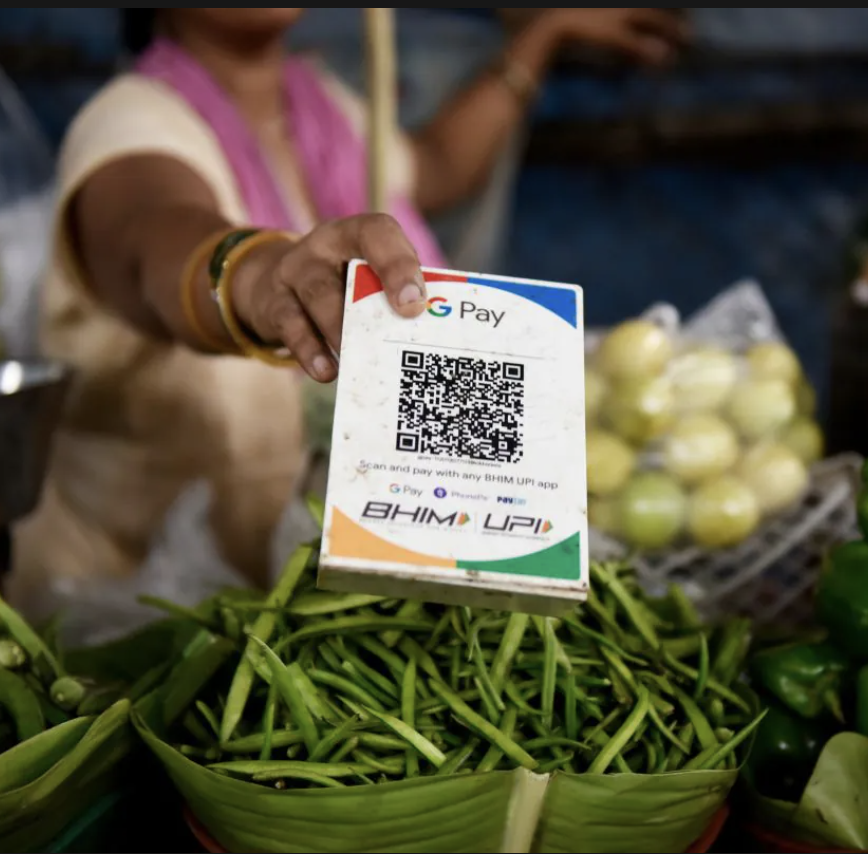 G Pay
Scan and pay with any BHIM UPI app
G Pay PhonePe paytm
BHIM UPI